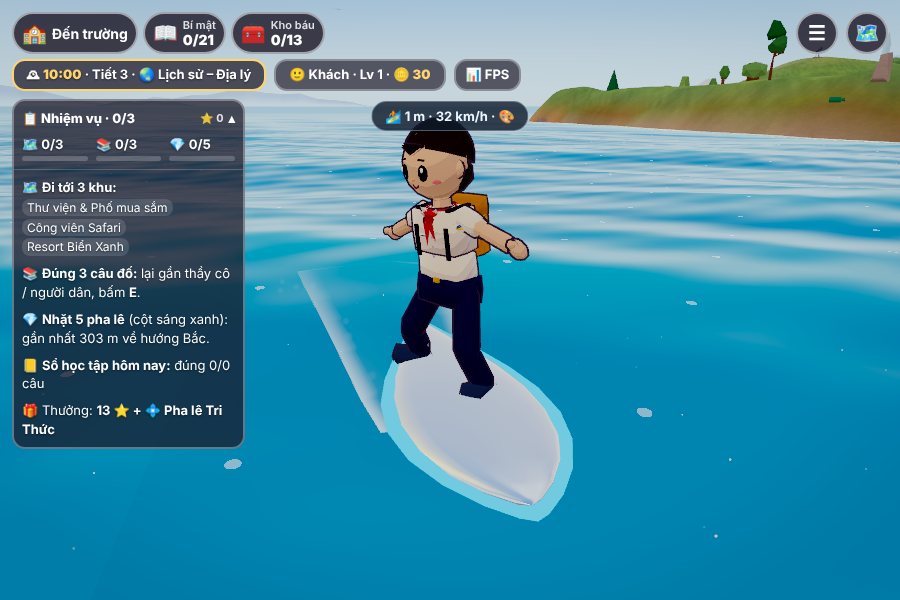 Đến trường
Bí mật
0/21
Kho báu
0/13
10:00 · Tiết 3 · Lịch sử – Địa lý
Khách · Lv 1 · 30
FPS
Nhiệm vụ · 0/3
0 ▲
0/3
0/3
0/5
1 m · 32 km/h ·
Đi tới 3 khu:
Thư viện & Phố mua sắm
Công viên Safari
Resort Biển Xanh
Đúng 3 câu đố: lại gần thầy cô
/ người dân, bấm E.
Nhặt 5 pha lê (cột sáng xanh):
gần nhất 303 m về hướng Bắc.
Sổ học tập hôm nay: đúng 0/0
câu
Thưởng: 13 ⭐ + 💠 Pha lê Tri
Thức